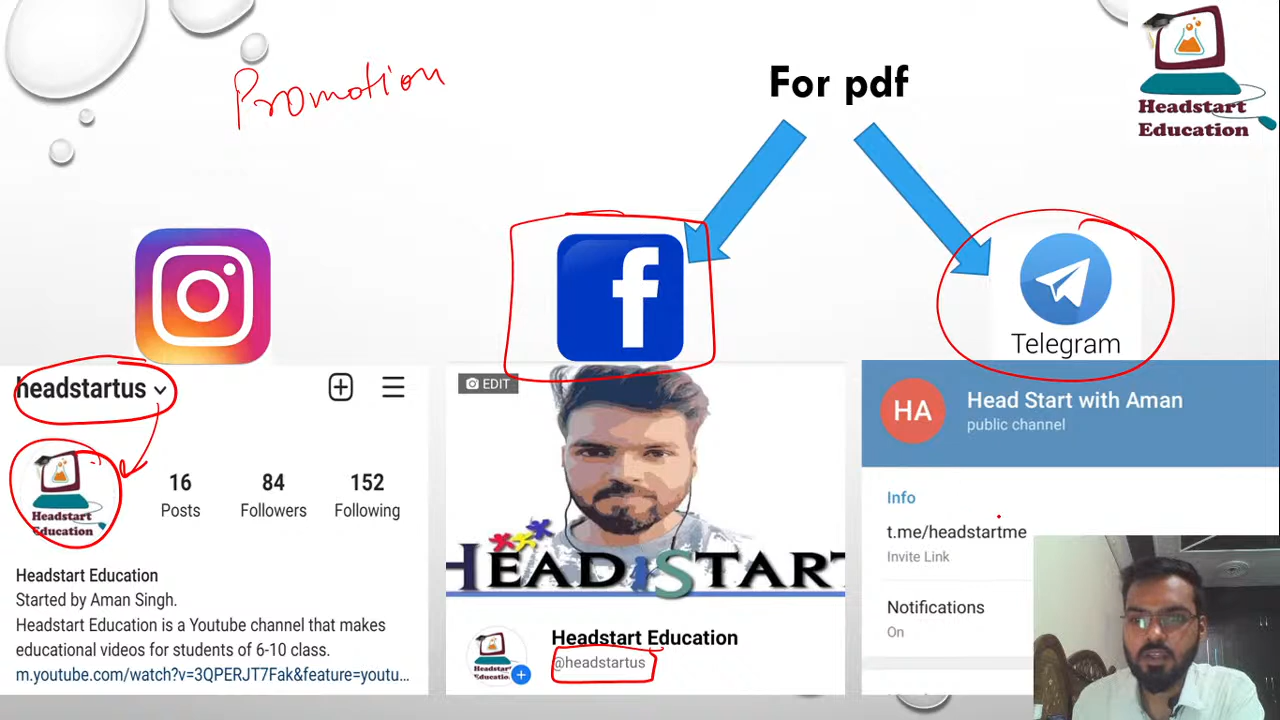 Promotion
For pdf
Headstart
Education
Telegram
headstartus
16
84
152
Posts
Followers
Following
Headstart
Education
Headstart Education
Started by Aman Singh.
Headstart Education is a Youtube channel that makes
educational videos for students of 6-10 class.
m.youtube.com/watch?v=3QPERJT7Fak&feature=youtu...
EDIT
HEADSTART
Headstart Education
@headstartus
Headstart
Education
HA
Head Start with Aman
public channel
Info
t.me/headstartme
Invite Link
Notifications
On